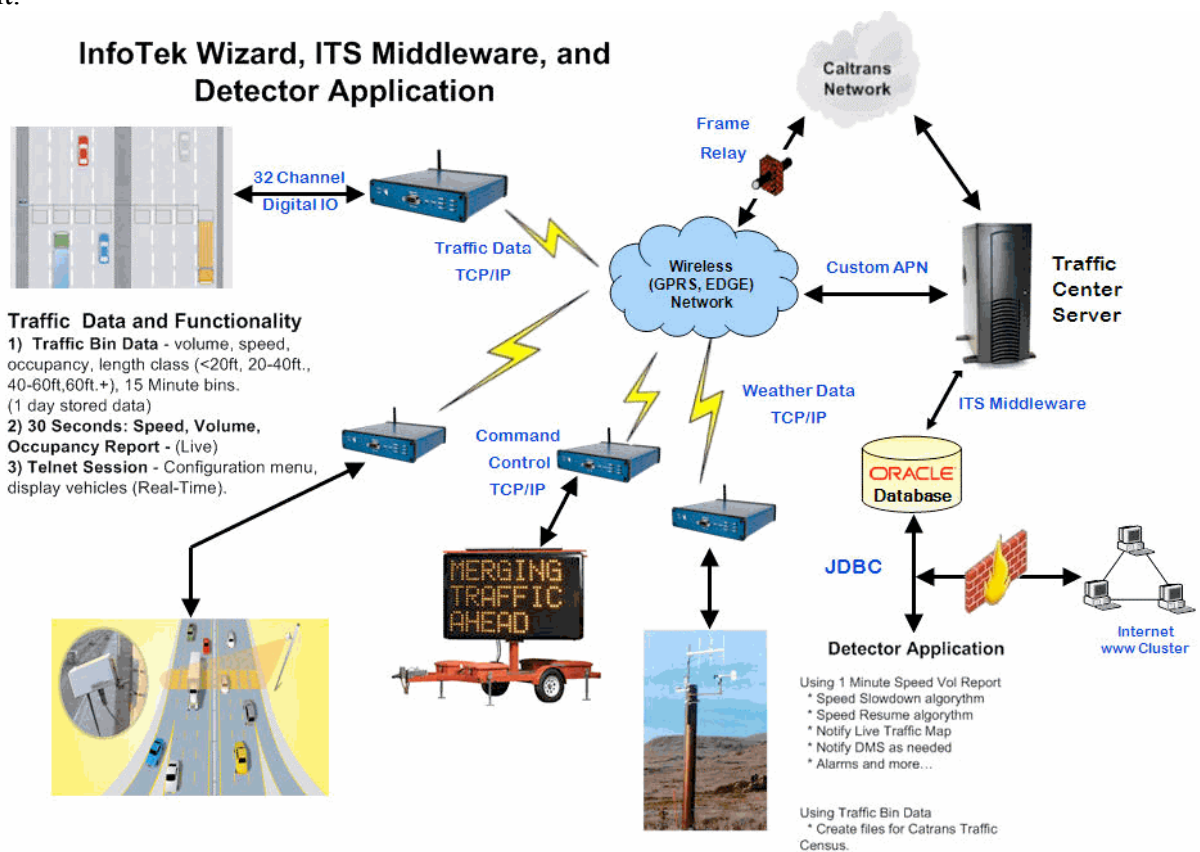 it.
InfoTek Wizard, ITS Middleware, and
Detector Application
Caltrans
Network
Frame
Relay
32 Channel
Digital IO
Traffic Data
TCP/IP
Wireless
(GPRS, EDGE)
Network
Custom APN
Traffic
Center
Server
Traffic Data and Functionality
1) Traffic Bin Data - volume, speed,
occupancy, length class (<20ft, 20-40ft.,
40-60ft,60ft.+), 15 Minute bins.
(1 day stored data)
2) 30 Seconds: Speed, Volume,
Occupancy Report - (Live)
3) Telnet Session - Configuration menu,
display vehicles (Real-Time).
Command
Control
TCP/IP
Weather Data
TCP/IP
ITS Middleware
ORACLE
Database
MERGING
TRAFFIC
AHEAD
JDBC
Internet
www Cluster
Detector Application
Using 1 Minute Speed Vol Report
* Speed Slowdown algorythm
* Speed Resume algorythm
* Notify Live Traffic Map
* Notify DMS as needed
* Alarms and more...
Using Traffic Bin Data
* Create files for Catrans Traffic
Census.